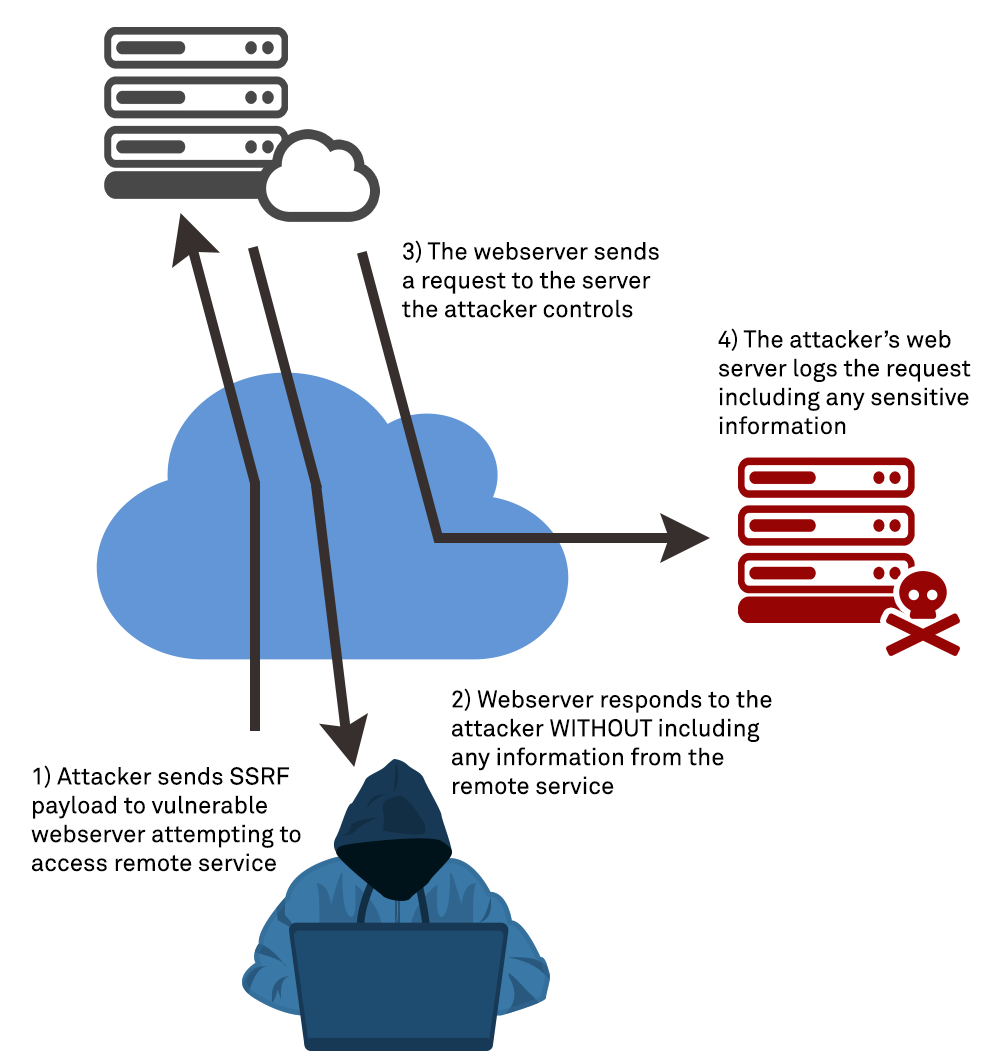 3) The webserver sends
a request to the server
the attacker controls
4) The attacker’s web
server logs the request
including any sensitive
information
2) Webserver responds to the
attacker WITHOUT including
any information from the
remote service
1) Attacker sends SSRF
payload to vulnerable
webserver attempting to
access remote service